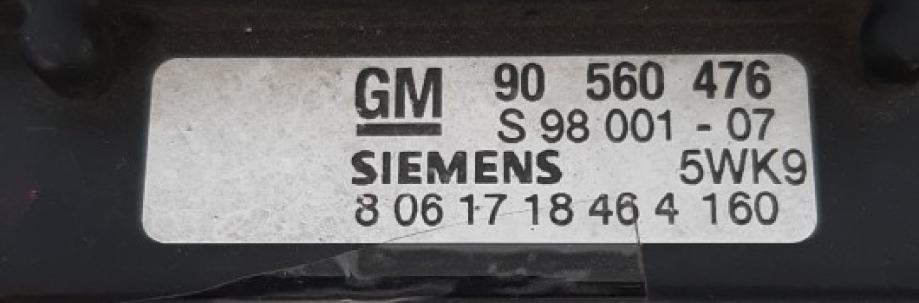 GM 90 560 476
S 98 001 - 07
SIEMENS 5WK9
8 06 17 18 46 4 160